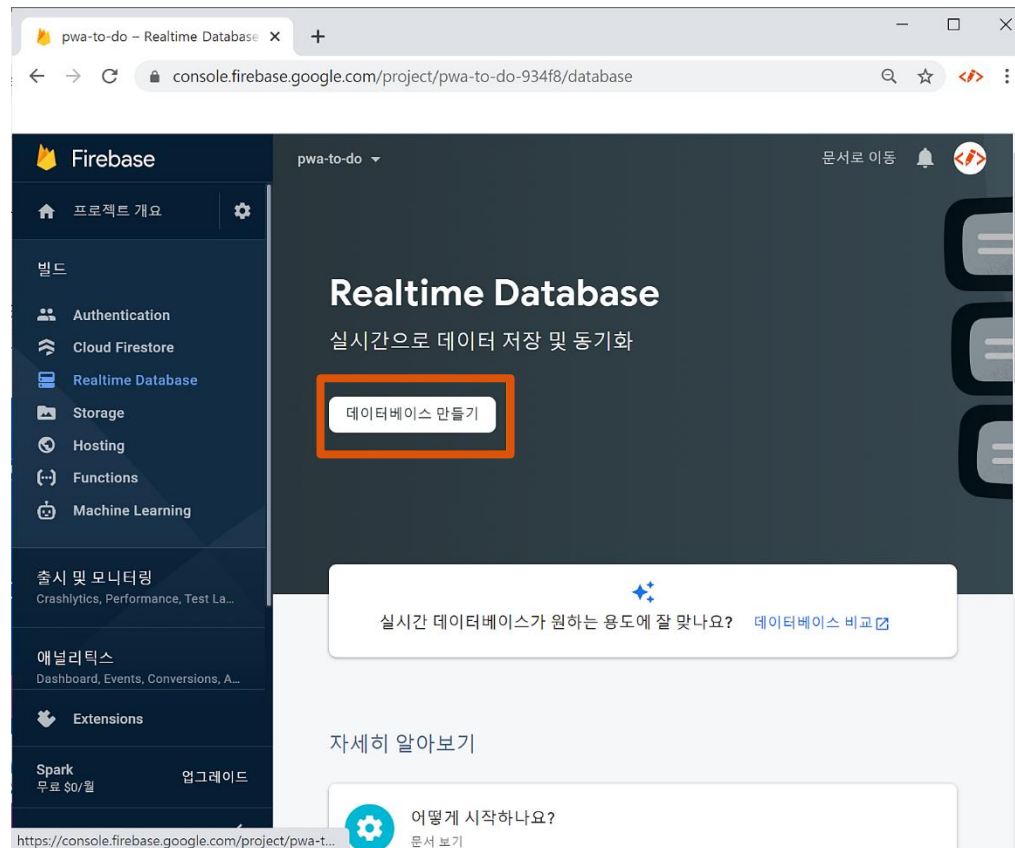 pwa-to-do – Realtime Database
console.firebase.google.com/project/pwa-to-do-934f8/database
Firebase
pwa-to-do
문서로 이동
프로젝트 개요
빌드
Authentication
Cloud Firestore
Realtime Database
Storage
Hosting
Functions
Machine Learning
출시 및 모니터링
Crashlytics, Performance, Test La...
애널리틱스
Dashboard, Events, Conversions, A...
Extensions
Spark
무료 $0/월
업그레이드
https://console.firebase.google.com/project/pwa-t...
Realtime Database
실시간으로 데이터 저장 및 동기화
데이터베이스 만들기
실시간 데이터베이스가 원하는 용도에 잘 맞나요? 데이터베이스 비교
자세히 알아보기
어떻게 시작하나요?
문서 보기